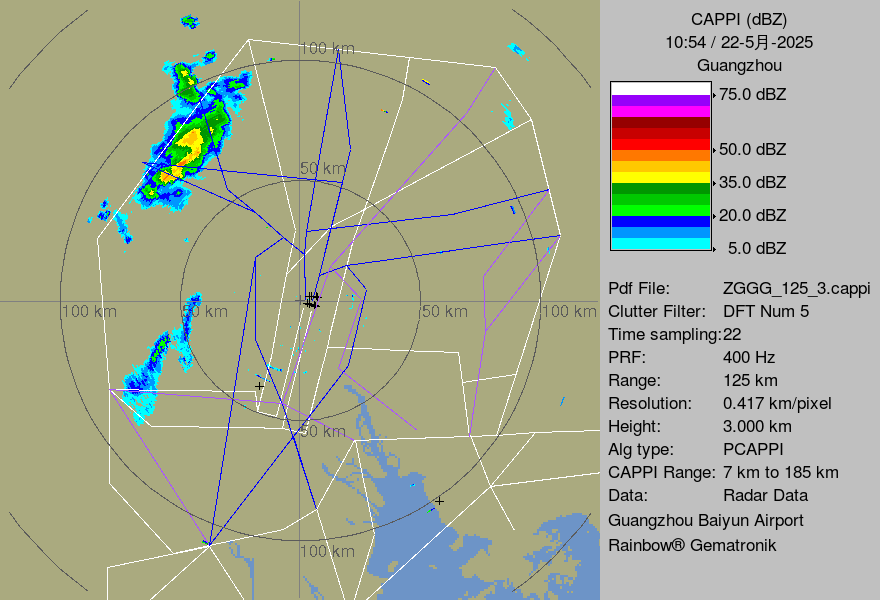 100 km
50 km
100 km
50 km
50 km
100 km
50 km
100 km
CAPPI (dBZ)
10:54 / 22-5月-2025
Guangzhou
75.0 dBZ
50.0 dBZ
35.0 dBZ
20.0 dBZ
5.0 dBZ
Pdf File: ZGGG_125_3.cappi
Clutter Filter: DFT Num 5
Time sampling:22
PRF: 400 Hz
Range: 125 km
Resolution: 0.417 km/pixel
Height: 3.000 km
Alg type: PCAPPI
CAPPI Range: 7 km to 185 km
Data: Radar Data
Guangzhou Baiyun Airport
Rainbow® Gematronik